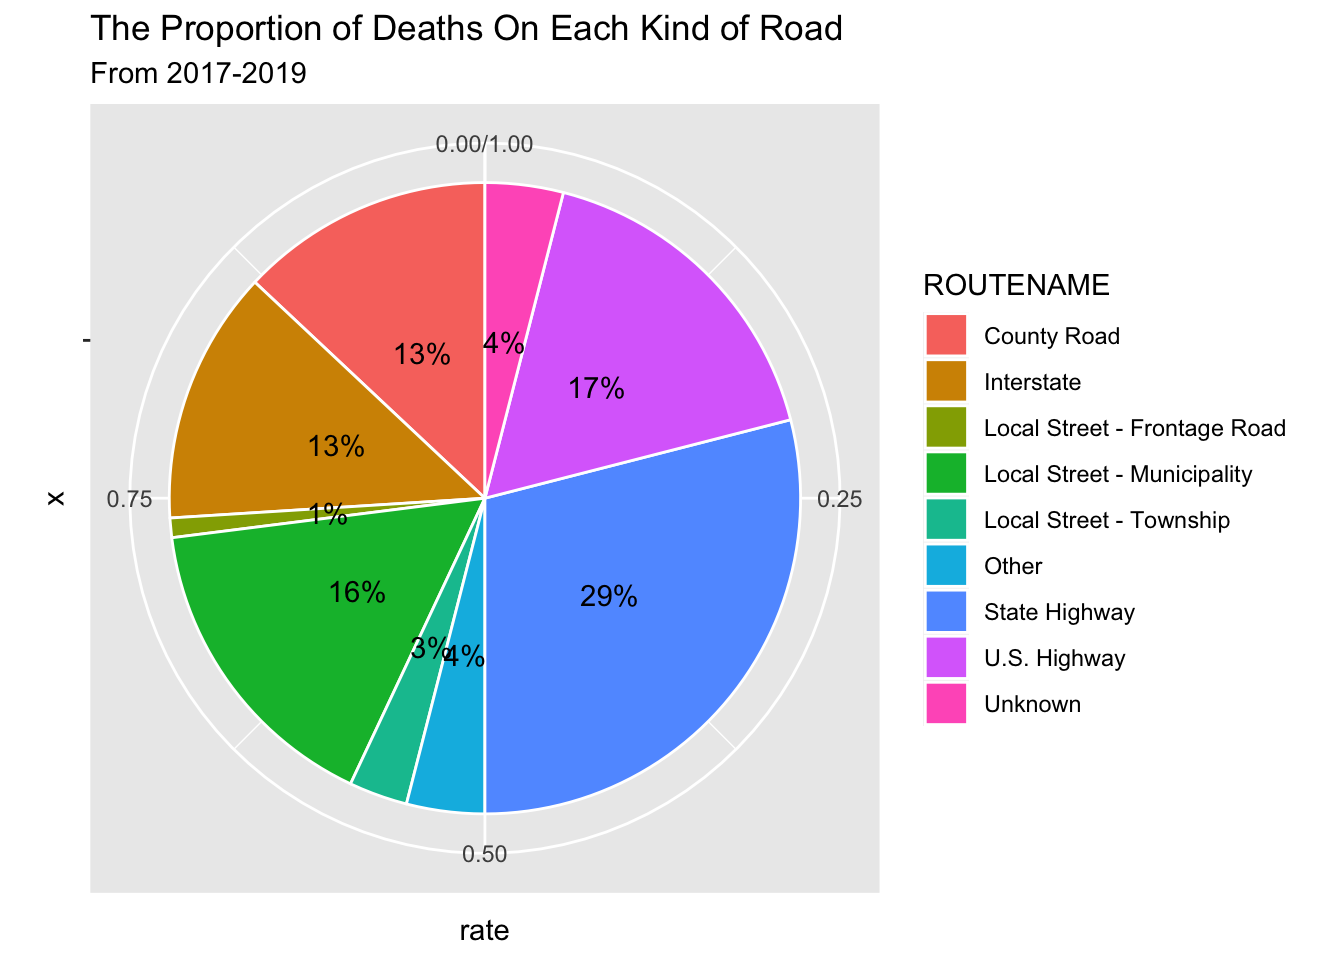 The Proportion of Deaths On Each Kind of Road
From 2017-2019
0.00/1.00
13%
4%
17%
13%
0.75
1%
0.25
16%
29%
3%
4%
0.50
x
rate
ROUTENAME
County Road
Interstate
Local Street - Frontage Road
Local Street - Municipality
Local Street - Township
Other
State Highway
U.S. Highway
Unknown